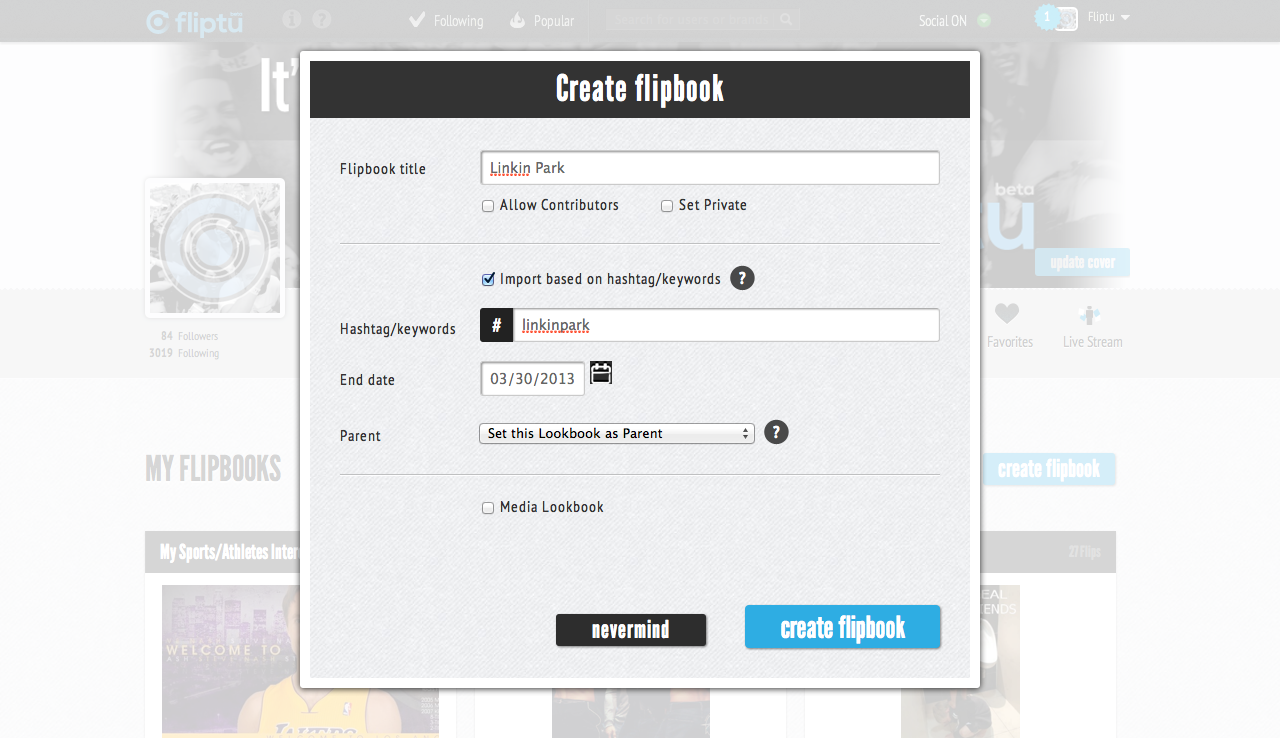 fliptū
i ?
Following
Popular
Search for users or brands
Social ON
1
Fliptu
It'
Create flipbook
Flipbook title
Linkin Park
Allow Contributors
Set Private
beta
u
update cover
Import based on hashtag/keywords ?
Hashtag/keywords
# linkinpark
84 Followers
3019 Following
Favorites
Live Stream
End date
03/30/2013
Parent
Set this Lookbook as Parent
?
MY FLIPBOOKS
create flipbook
Media Lookbook
My Sports/Athletes Inter
27 Flips
WELCOME TO
EAL
ENDS
nevermind
create flipbook
LAKERS